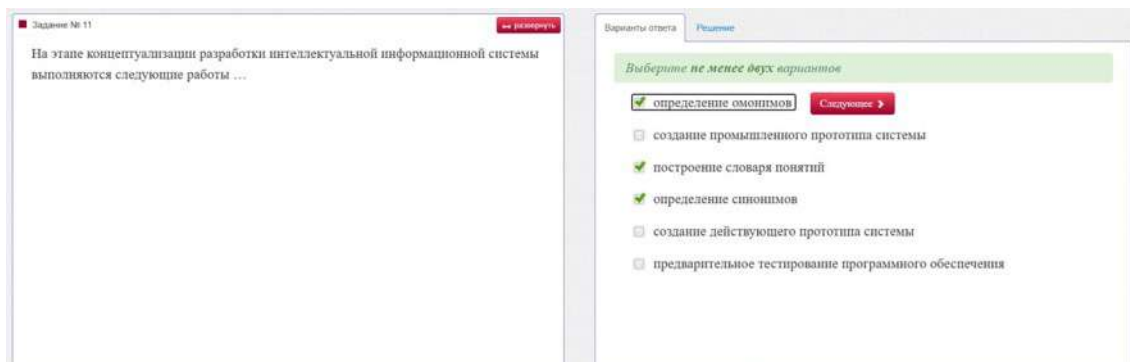 Задание № 11
развернуть
На этапе концептуализации разработки интеллектуальной информационной системы
выполняются следующие работы …
Варианты ответа
Решение
Выберите не менее двух вариантов
определение омонимов
Следующее
создание промышленного прототипа системы
построение словаря понятий
определение синонимов
создание действующего прототипа системы
предварительное тестирование программного обеспечения